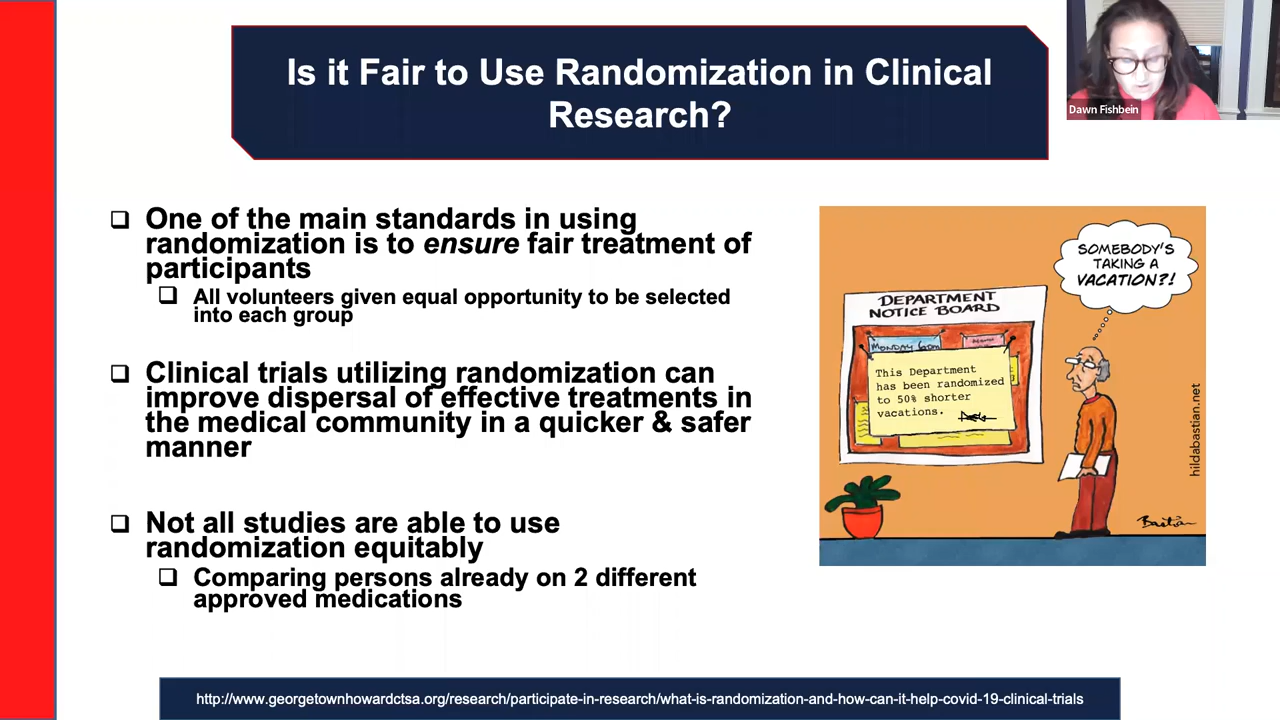 Is it Fair to Use Randomization in Clinical
Research?
Dawn Fishbein
One of the main standards in using
randomization is to ensure fair treatment of
participants
All volunteers given equal opportunity to be selected
into each group
Clinical trials utilizing randomization can
improve dispersal of effective treatments in
the medical community in a quicker & safer
manner
Not all studies are able to use
randomization equitably
Comparing persons already on 2 different
approved medications
SOMEBODY'S
TAKING A
VACATION?!
DEPARTMENT
NOTICE BOARD
MONDAY 6pm
This Department
has been randomized
to 50% shorter
vacations.
hildabastian.net
Bastian
http://www.georgetownhowardctsa.org/research/participate-in-research/what-is-randomization-and-how-can-it-help-covid-19-clinical-trials